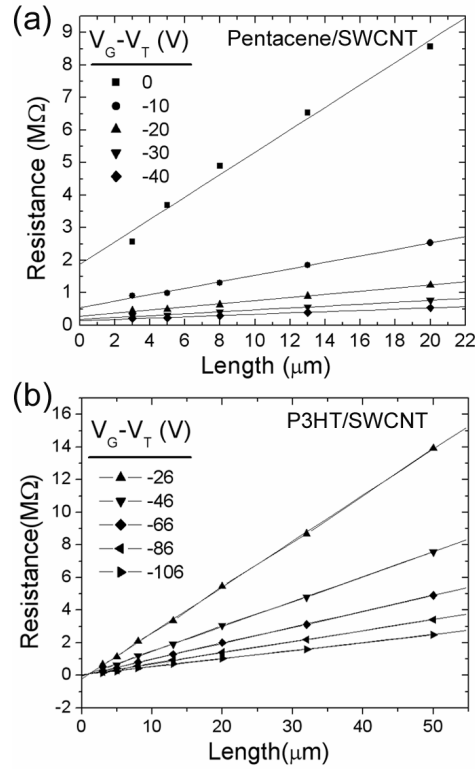 (a)
V_G-V_T (V)
Pentacene/SWCNT
0
-10
-20
-30
-40
Resistance (MΩ)
9
8
7
6
5
4
3
2
1
0
0 2 4 6 8 10 12 14 16 18 20 22
Length (μm)
(b)
V_G-V_T (V)
P3HT/SWCNT
-26
-46
-66
-86
-106
Resistance(MΩ)
16
14
12
10
8
6
4
2
0
-2
0 10 20 30 40 50
Length(μm)